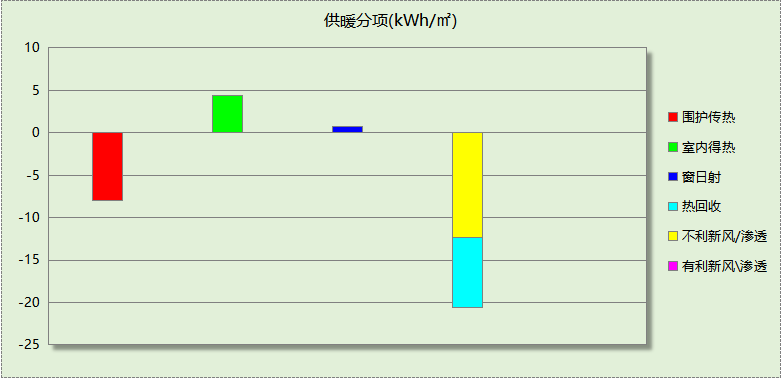 供暖分项(kWh/㎡)
10
5
0
-5
-10
-15
-20
-25
围护传热
室内得热
窗日射
热回收
不利新风/渗透
有利新风\渗透